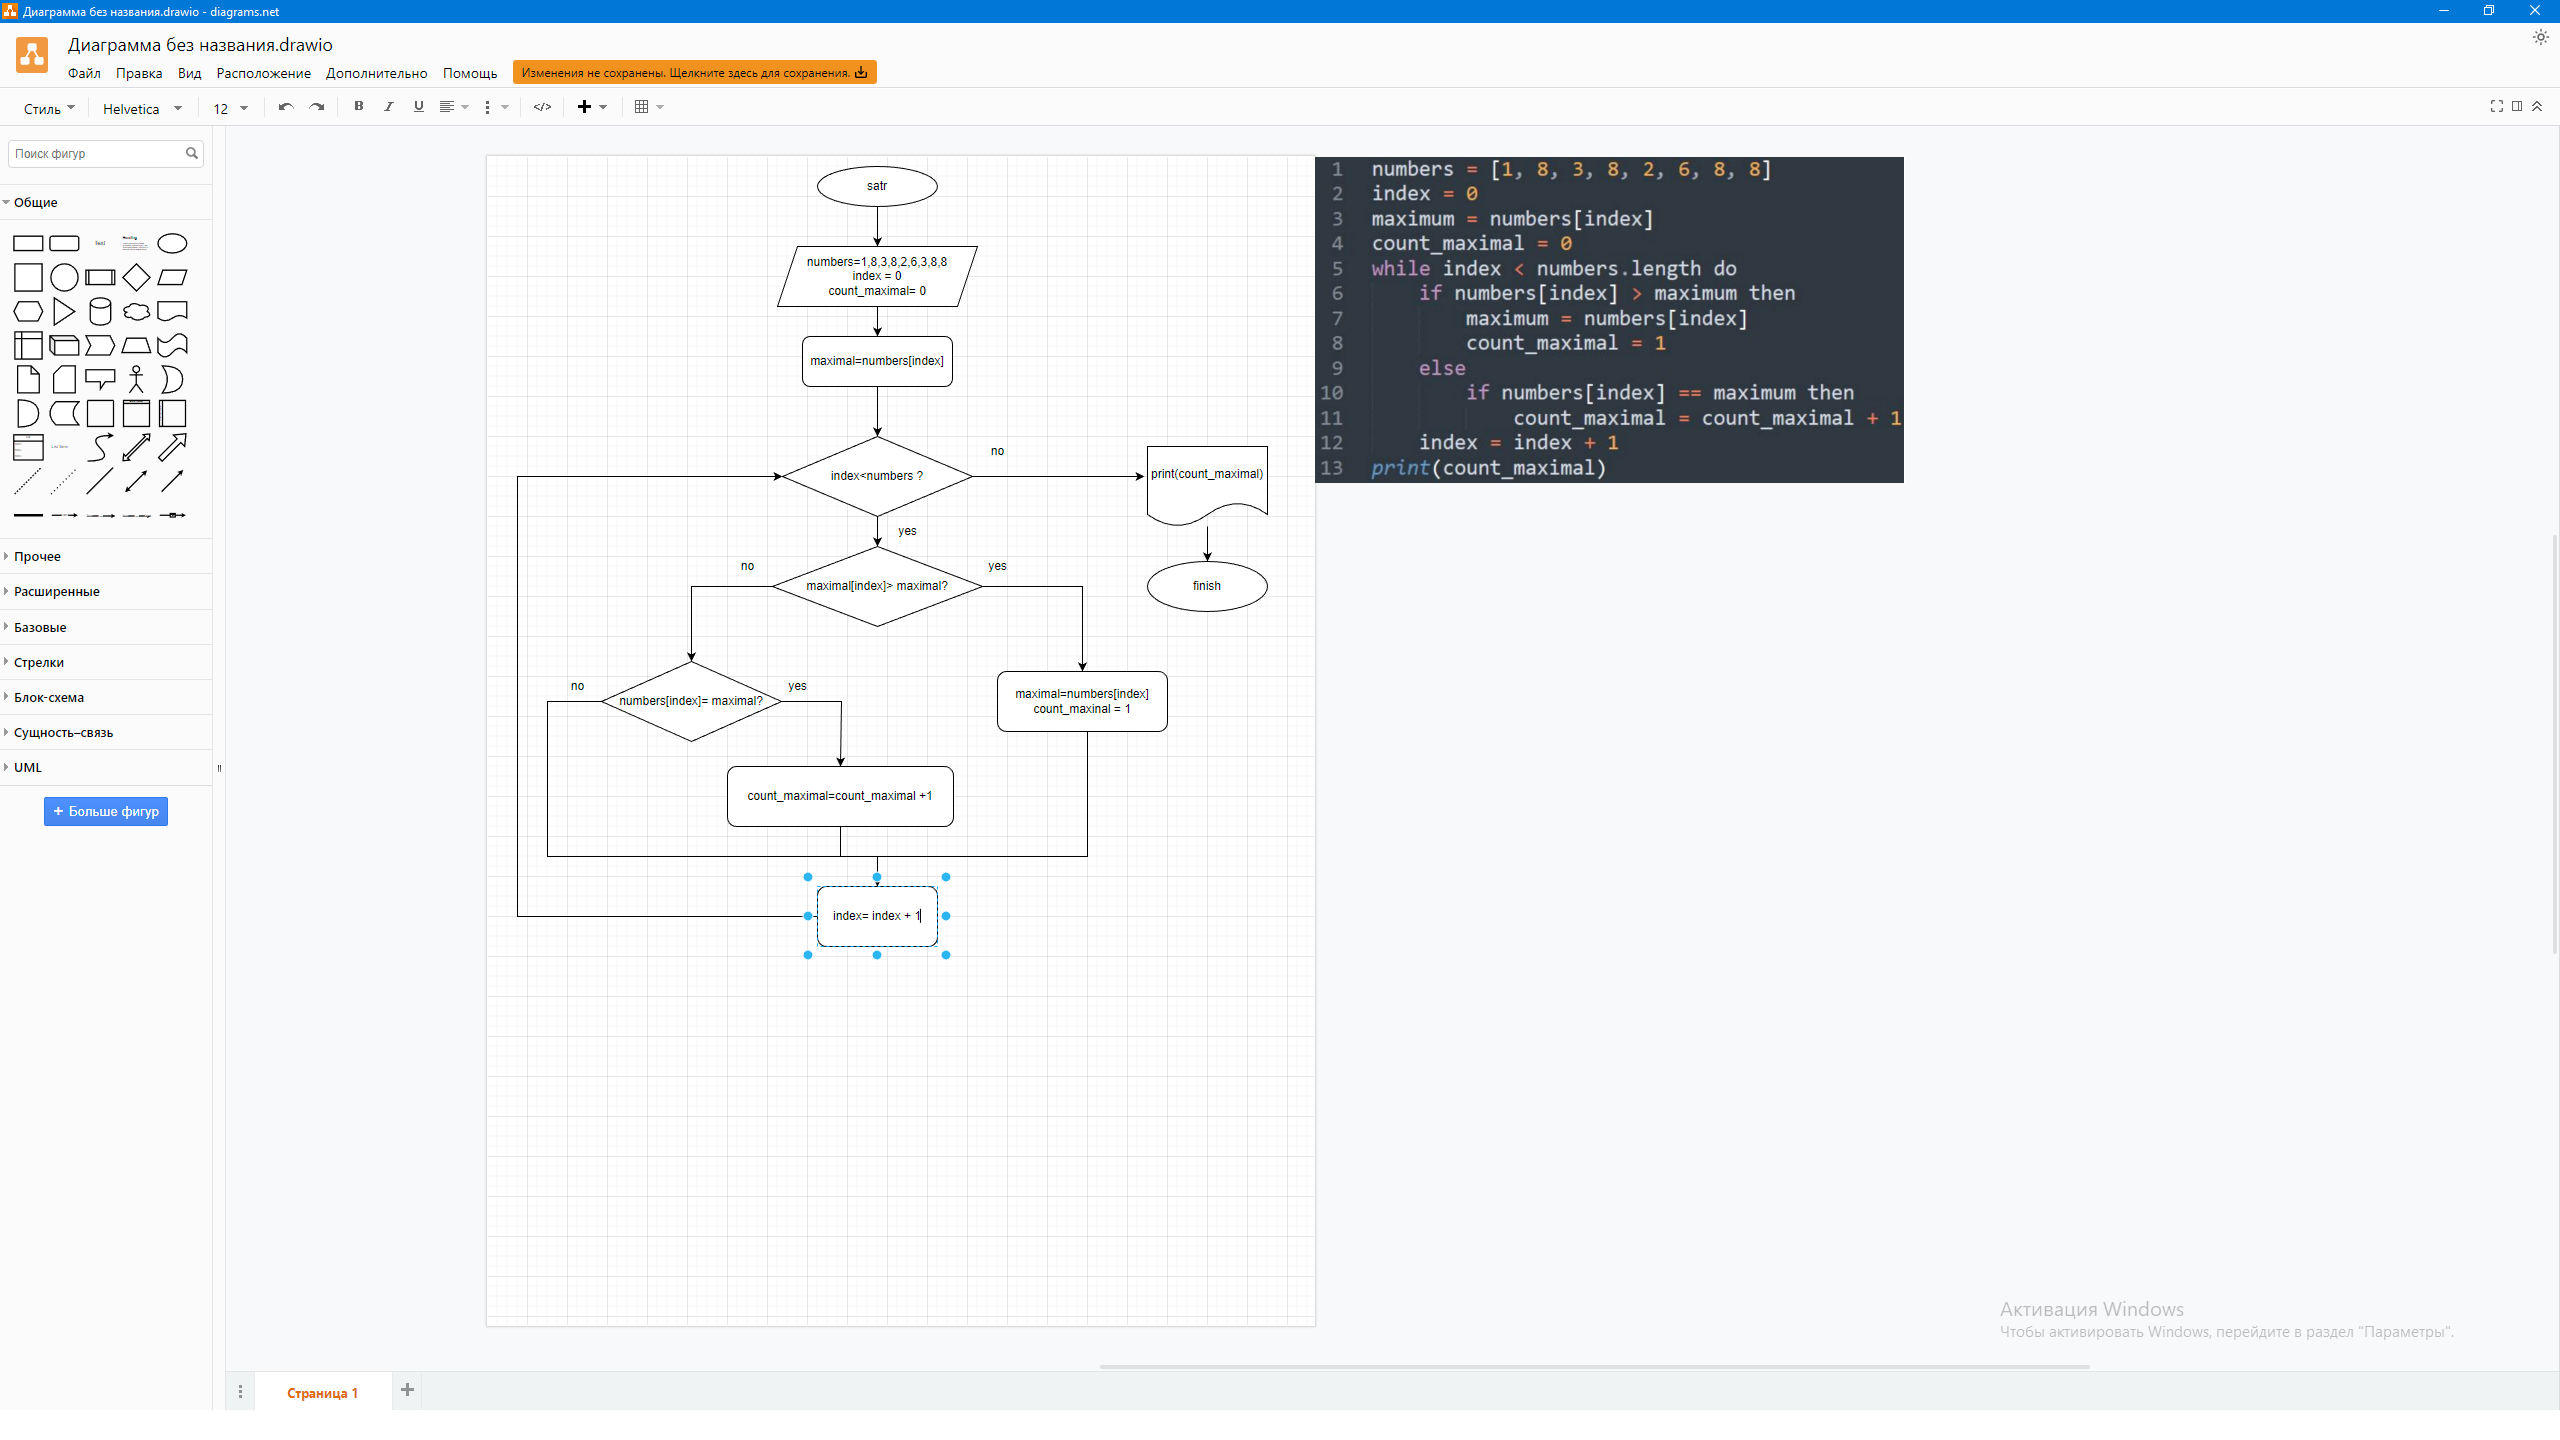 Диаграмма без названия.drawio - diagrams.net
Диаграмма без названия.drawio
Файл Правка Вид Расположение Дополнительно Помощь Изменения не сохранены. Щелкните здесь для сохранения.
Стиль Helvetica 12 B I U </>
Поиск фигур
Общие
Text
Прочее
Расширенные
Базовые
Стрелки
Блок-схема
Сущность–связь
UML
+ Больше фигур
satr
numbers=1,8,3,8,2,6,3,8,8
index = 0
count_maximal= 0
maximal=numbers[index]
index<numbers ?
no
print(count_maximal)
yes
finish
no
maximal[index]> maximal?
yes
no
numbers[index]= maximal?
yes
maximal=numbers[index]
count_maxinal = 1
count_maximal=count_maximal +1
index= index + 1
1 numbers = [1, 8, 3, 8, 2, 6, 8, 8]
2 index = 0
3 maximum = numbers[index]
4 count_maximal = 0
5 while index < numbers.length do
6 if numbers[index] > maximum then
7 maximum = numbers[index]
8 count_maximal = 1
9 else
10 if numbers[index] == maximum then
11 count_maximal = count_maximal + 1
12 index = index + 1
13 print(count_maximal)
Активация Windows
Чтобы активировать Windows, перейдите в раздел "Параметры".
Страница 1